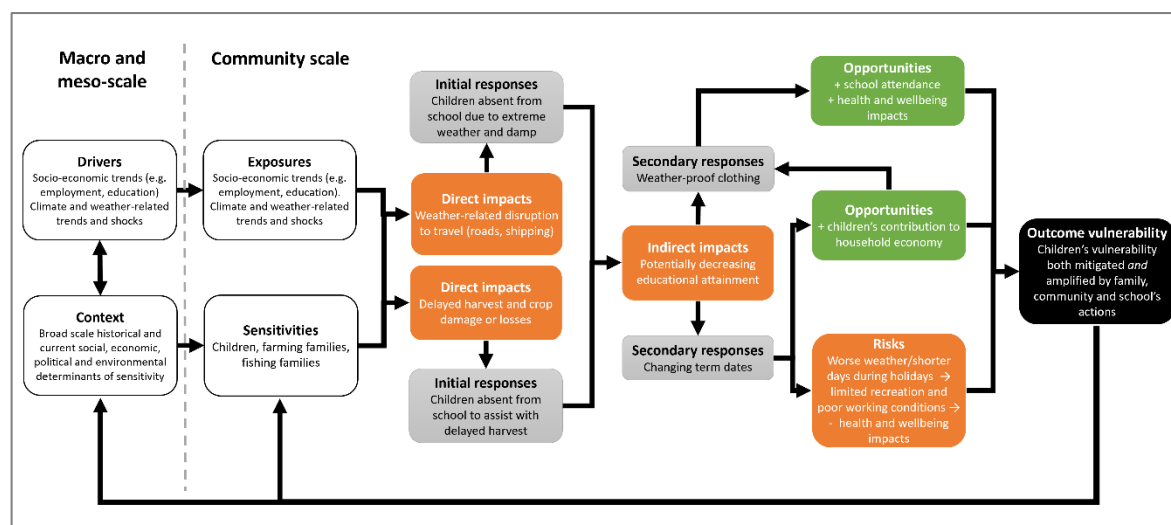 Macro and
meso-scale
Community scale
Drivers
Socio-economic trends (e.g.
employment, education)
Climate and weather-related
trends and shocks
Context
Broad scale historical and
current social, economic,
political and environmental
determinants of sensitivity
Exposures
Socio-economic trends (e.g.
employment, education).
Climate and weather-related
trends and shocks
Sensitivities
Children, farming families,
fishing families
Initial responses
Children absent from
school due to extreme
weather and damp
Direct impacts
Weather-related disruption
to travel (roads, shipping)
Direct impacts
Delayed harvest and crop
damage or losses
Initial responses
Children absent from
school to assist with
delayed harvest
Secondary responses
Weather-proof clothing
Indirect impacts
Potentially decreasing
educational attainment
Secondary responses
Changing term dates
Opportunities
+ school attendance
+ health and wellbeing
impacts
Opportunities
+ children's contribution to
household economy
Risks
Worse weather/shorter
days during holidays →
limited recreation and
poor working conditions →
- health and wellbeing
impacts
Outcome vulnerability
Children's vulnerability
both mitigated and
amplified by family,
community and school's
actions